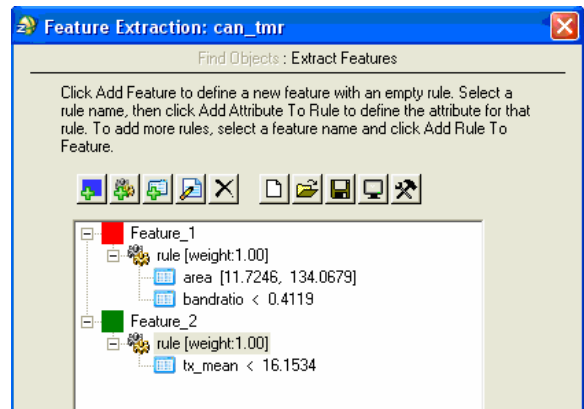 Feature Extraction: can_tmr
Find Objects : Extract Features
Click Add Feature to define a new feature with an empty rule. Select a
rule name, then click Add Attribute To Rule to define the attribute for that
rule. To add more rules, select a feature name and click Add Rule To
Feature.
Feature_1
rule [weight:1.00]
area [11.7246, 134.0679]
bandratio < 0.4119
Feature_2
rule [weight:1.00]
tx_mean < 16.1534